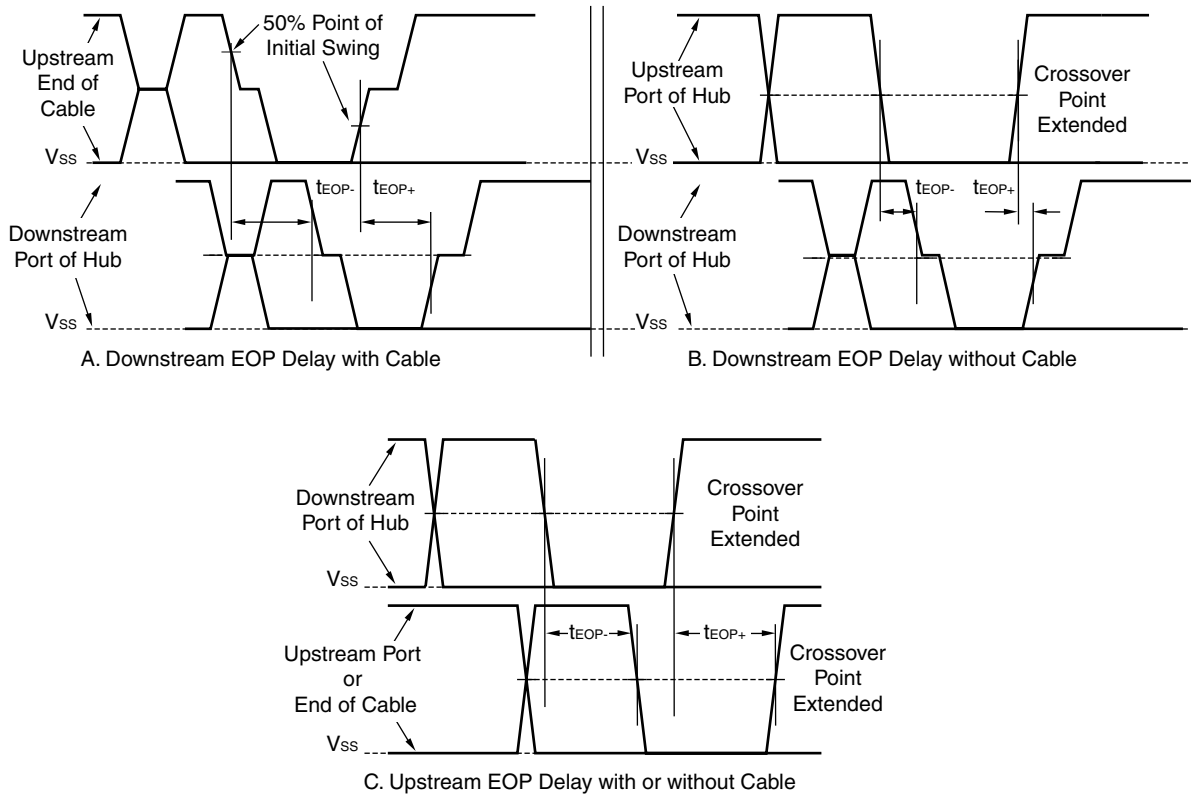 50% Point of
Initial Swing
Upstream
End of
Cable
VSS
tEOP-
tEOP+
Downstream
Port of Hub
VSS
A. Downstream EOP Delay with Cable
Upstream
Port of Hub
Crossover
Point
Extended
VSS
tEOP-
tEOP+
Downstream
Port of Hub
VSS
B. Downstream EOP Delay without Cable
Downstream
Port of Hub
Crossover
Point
Extended
VSS
tEOP-
tEOP+
Upstream Port
or
End of Cable
Crossover
Point
Extended
VSS
C. Upstream EOP Delay with or without Cable